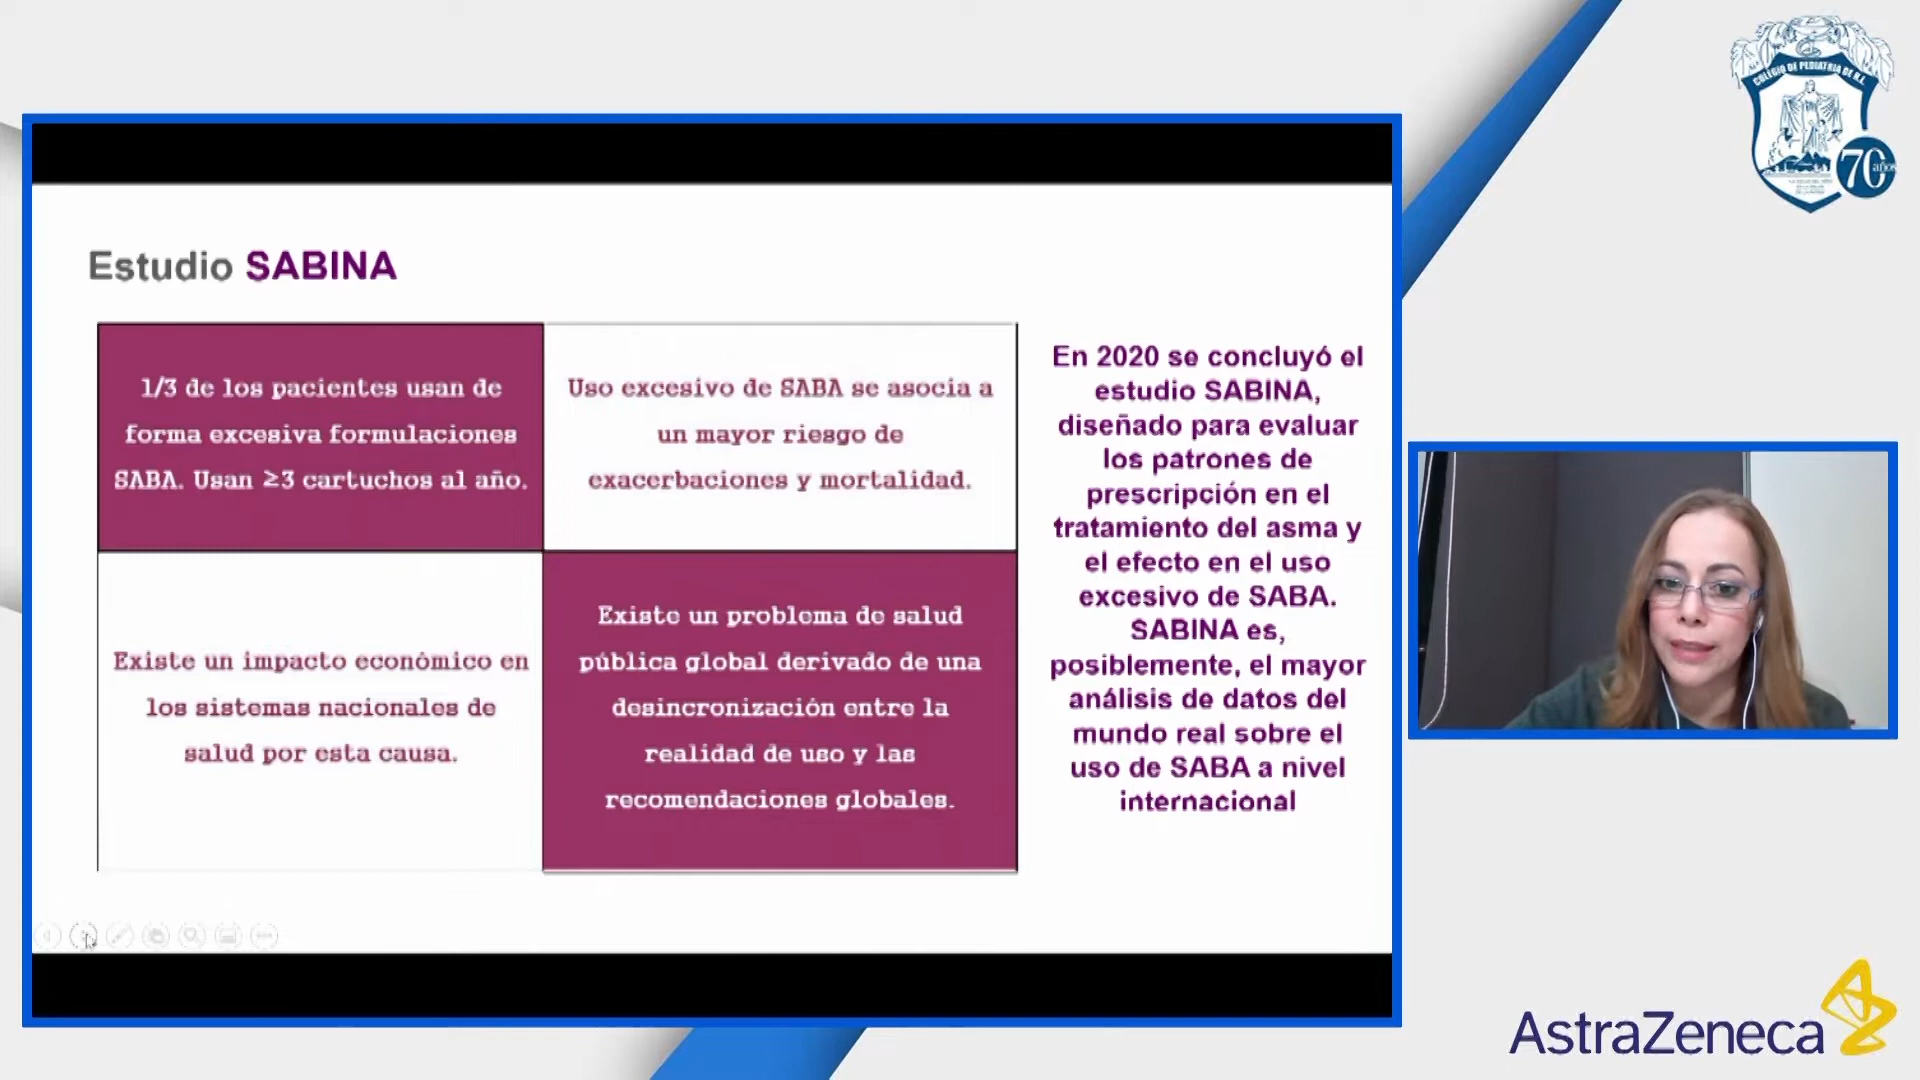 COLEGIO DE PEDIATRIA DE N.L.
70
años
Estudio SABINA
1/3 de los pacientes usan de
forma excesiva formulaciones
SABA. Usan ≥3 cartuchos al año.
Uso excesivo de SABA se asocia a
un mayor riesgo de
exacerbaciones y mortalidad.
Existe un impacto económico en
los sistemas nacionales de
salud por esta causa.
Existe un problema de salud
pública global derivado de una
desincronización entre la
realidad de uso y las
recomendaciones globales.
En 2020 se concluyó el
estudio SABINA,
diseñado para evaluar
los patrones de
prescripción en el
tratamiento del asma y
el efecto en el uso
excesivo de SABA.
SABINA es,
posiblemente, el mayor
análisis de datos del
mundo real sobre el
uso de SABA a nivel
internacional
AstraZeneca